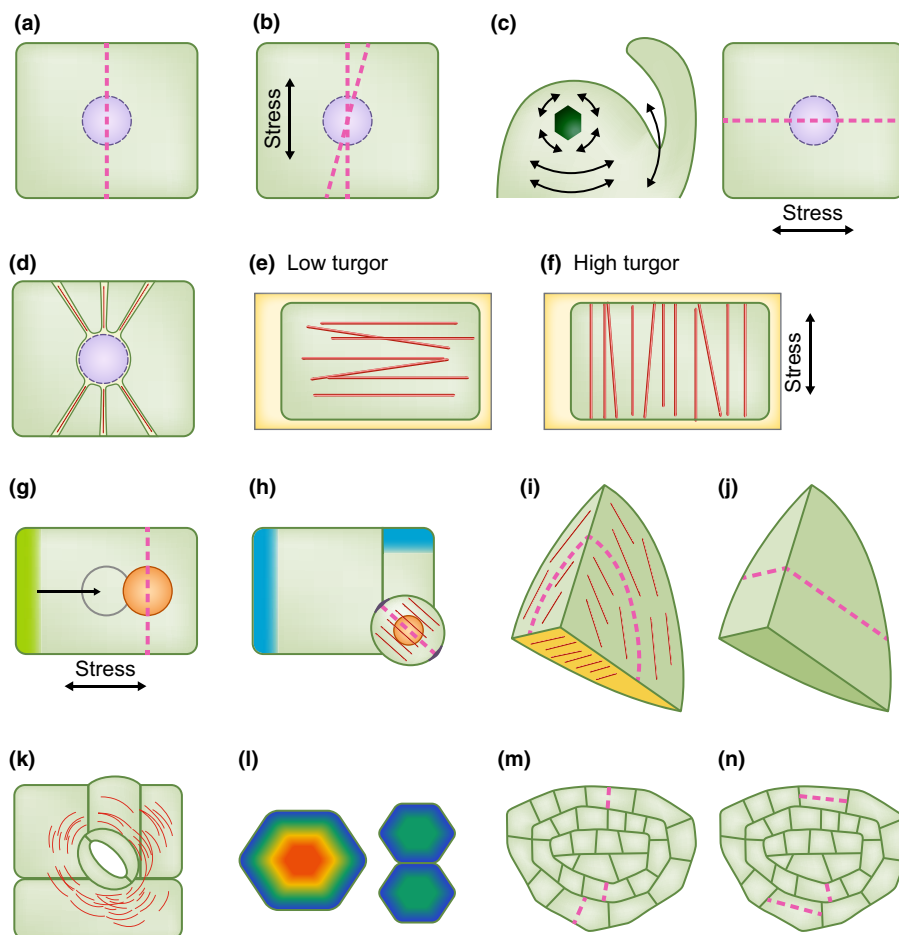 (a)
(b)
(c)
Stress
Stress
(d)
(e) Low turgor
(f) High turgor
Stress
(g)
(h)
(i)
(j)
Stress
(k)
(l)
(m)
(n)